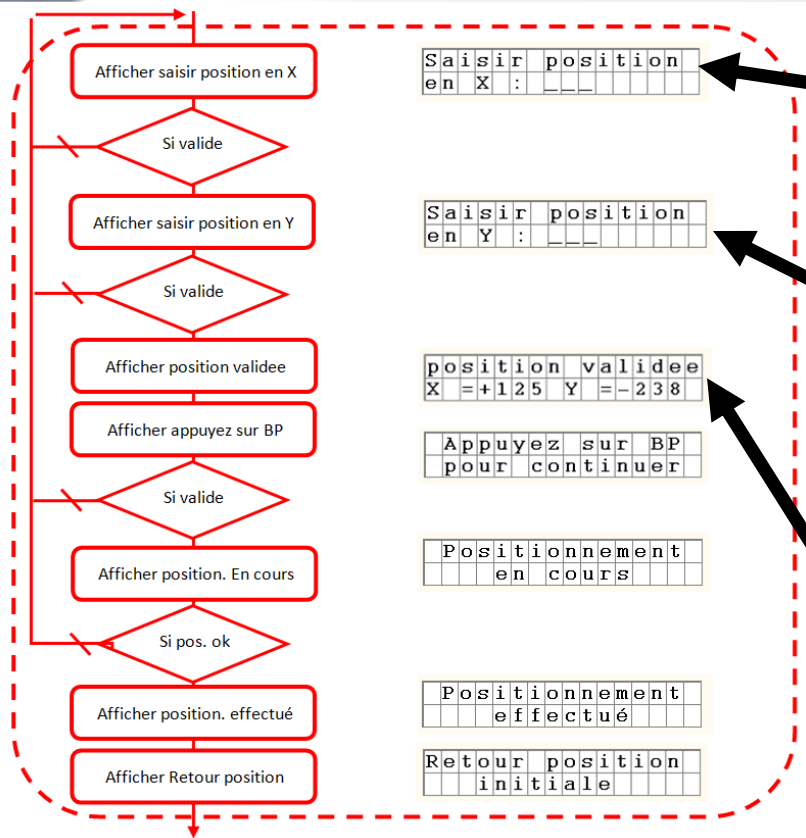 Afficher saisir position en X
Saisir position
en X : ___
Si valide
Afficher saisir position en Y
Saisir position
en Y : ___
Si valide
Afficher position validee
position validee
X =+125 Y =-238
Afficher appuyez sur BP
Appuyez sur BP
pour continuer
Si valide
Afficher position. En cours
Positionnement
en cours
Si pos. ok
Afficher position. effectué
Positionnement
effectué
Afficher Retour position
Retour position
initiale